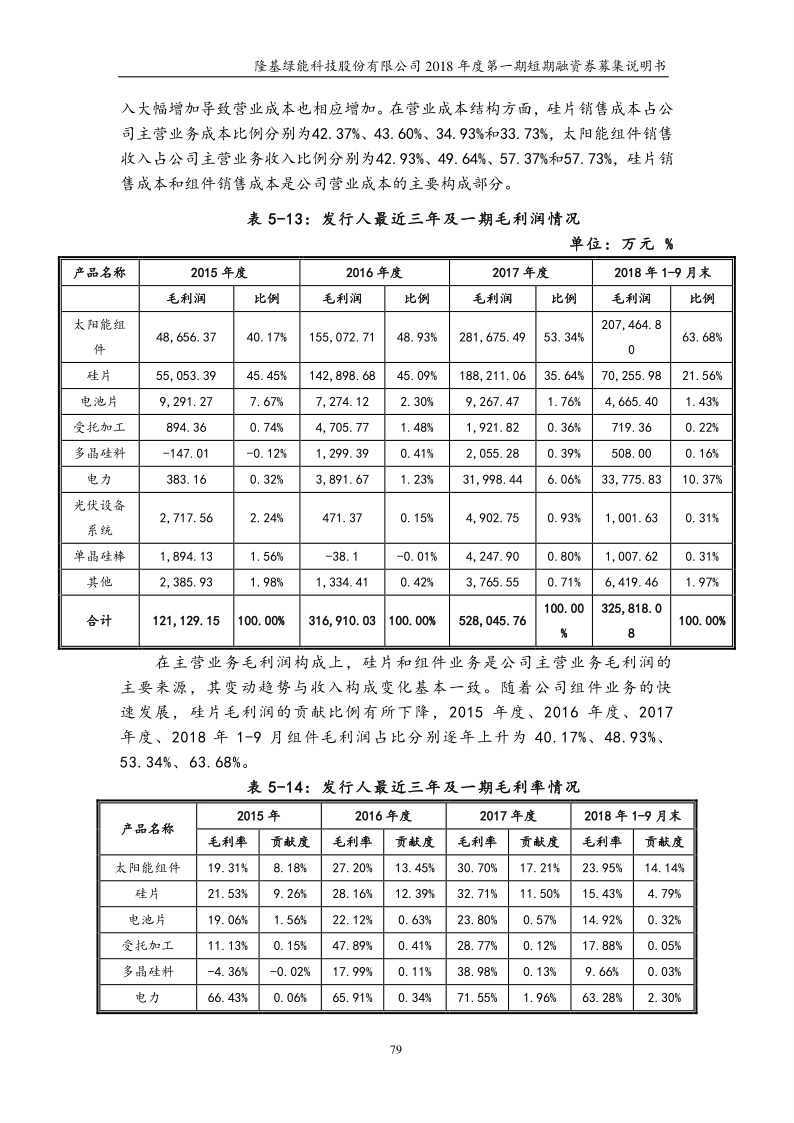 隆基绿能科技股份有限公司 2018 年度第一期短期融资券募集说明书
入大幅增加导致营业成本也相应增加。在营业成本结构方面，硅片销售成本占公
司主营业务成本比例分别为42.37%、43.60%、34.93%和33.73%，太阳能组件销售
收入占公司主营业务收入比例分别为42.93%、49.64%、57.37%和57.73%，硅片销
售成本和组件销售成本是公司营业成本的主要构成部分。
表 5-13：发行人最近三年及一期毛利润情况
单位：万元 %
产品名称 2015 年度 2016 年度 2017 年度 2018 年 1-9 月末
毛利润 比例 毛利润 比例 毛利润 比例 毛利润 比例
太阳能组件 48,656.37 40.17% 155,072.71 48.93% 281,675.49 53.34% 207,464.80 63.68%
硅片 55,053.39 45.45% 142,898.68 45.09% 188,211.06 35.64% 70,255.98 21.56%
电池片 9,291.27 7.67% 7,274.12 2.30% 9,267.47 1.76% 4,665.40 1.43%
受托加工 894.36 0.74% 4,705.77 1.48% 1,921.82 0.36% 719.36 0.22%
多晶硅料 -147.01 -0.12% 1,299.39 0.41% 2,055.28 0.39% 508.00 0.16%
电力 383.16 0.32% 3,891.67 1.23% 31,998.44 6.06% 33,775.83 10.37%
光伏设备系统 2,717.56 2.24% 471.37 0.15% 4,902.75 0.93% 1,001.63 0.31%
单晶硅棒 1,894.13 1.56% -38.1 -0.01% 4,247.90 0.80% 1,007.62 0.31%
其他 2,385.93 1.98% 1,334.41 0.42% 3,765.55 0.71% 6,419.46 1.97%
合计 121,129.15 100.00% 316,910.03 100.00% 528,045.76 100.00% 325,818.08 100.00%
在主营业务毛利润构成上，硅片和组件业务是公司主营业务毛利润的
主要来源，其变动趋势与收入构成变化基本一致。随着公司组件业务的快
速发展，硅片毛利润的贡献比例有所下降，2015 年度、2016 年度、2017
年度、2018 年 1-9 月组件毛利润占比分别逐年上升为 40.17%、48.93%、
53.34%、63.68%。
表 5-14：发行人最近三年及一期毛利率情况
产品名称 2015 年 2016 年度 2017 年度 2018 年 1-9 月末
毛利率 贡献度 毛利率 贡献度 毛利率 贡献度 毛利率 贡献度
太阳能组件 19.31% 8.18% 27.20% 13.45% 30.70% 17.21% 23.95% 14.14%
硅片 21.53% 9.26% 28.16% 12.39% 32.71% 11.50% 15.43% 4.79%
电池片 19.06% 1.56% 22.12% 0.63% 23.80% 0.57% 14.92% 0.32%
受托加工 11.13% 0.15% 47.89% 0.41% 28.77% 0.12% 17.88% 0.05%
多晶硅料 -4.36% -0.02% 17.99% 0.11% 38.98% 0.13% 9.66% 0.03%
电力 66.43% 0.06% 65.91% 0.34% 71.55% 1.96% 63.28% 2.30%
79